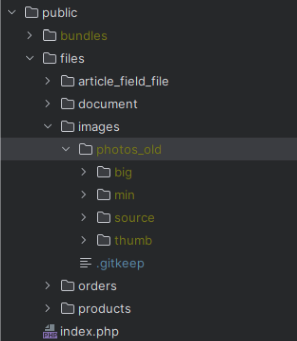 public
bundles
files
article_field_file
document
images
photos_old
big
min
source
thumb
.gitkeep
orders
products
index.php